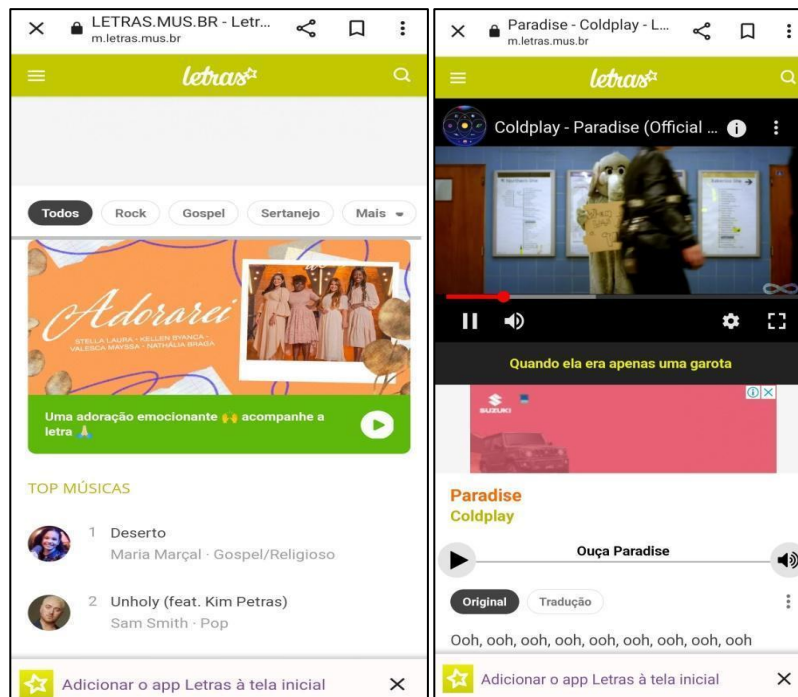 LETRAS.MUS.BR - Letr...
m.letras.mus.br
letras
Todos
Rock
Gospel
Sertanejo
Mais
Adorarei
STELLA LAURA • KELLEN BYANCA •
VALESCA MAYSSA • NATHÁLIA BRAGA
Uma adoração emocionante 🙌 acompanhe a
letra 🙏🏼
TOP MÚSICAS
1 Deserto
Maria Marçal · Gospel/Religioso
2 Unholy (feat. Kim Petras)
Sam Smith · Pop
Adicionar o app Letras à tela inicial
Paradise - Coldplay - L...
m.letras.mus.br
letras
Coldplay - Paradise (Official ...
Quando ela era apenas uma garota
SUZUKI
Paradise
Coldplay
Ouça Paradise
Original
Tradução
Ooh, ooh, ooh, ooh, ooh, ooh, ooh, ooh, ooh
Adicionar o app Letras à tela inicial